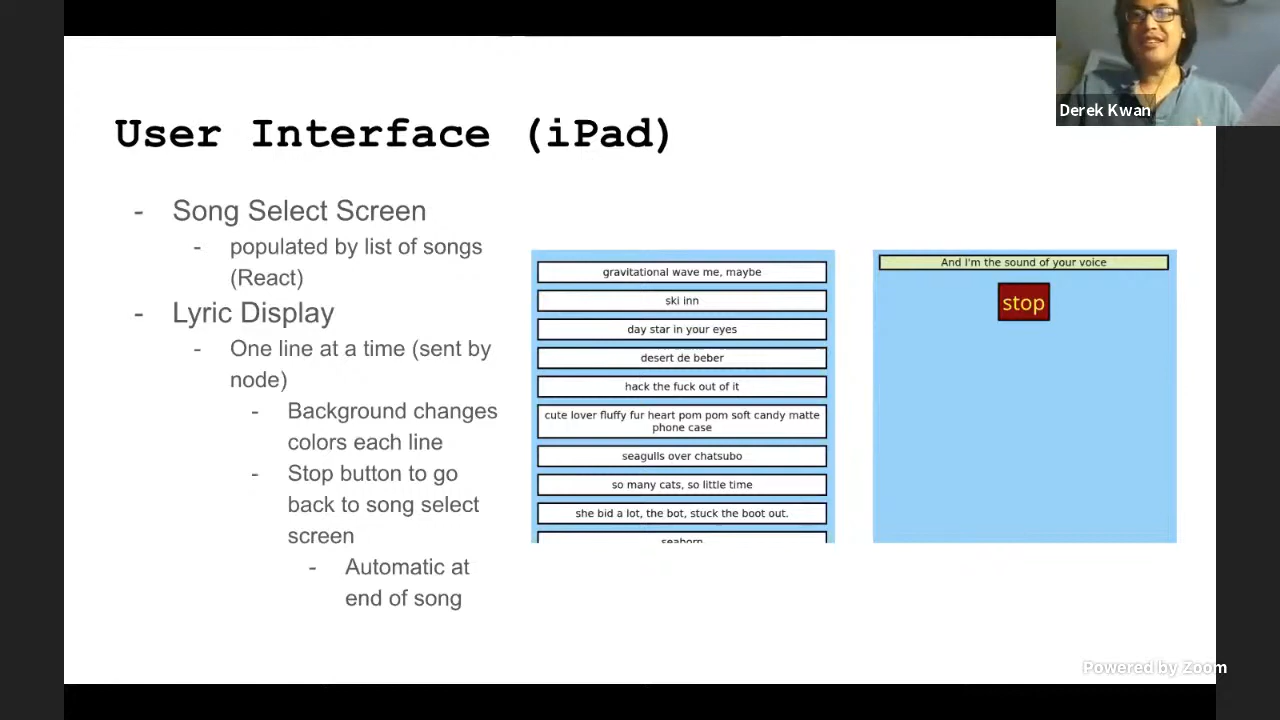 Derek Kwan
User Interface (iPad)
- Song Select Screen
- populated by list of songs
(React)
- Lyric Display
- One line at a time (sent by
node)
- Background changes
colors each line
- Stop button to go
back to song select
screen
- Automatic at
end of song
gravitational wave me, maybe
ski inn
day star in your eyes
desert de beber
hack the fuck out of it
cute lover fluffy fur heart pom pom soft candy matte
phone case
seagulls over chatsubo
so many cats, so little time
she bid a lot, the bot, stuck the boot out.
And I'm the sound of your voice
stop
Powered by Zoom